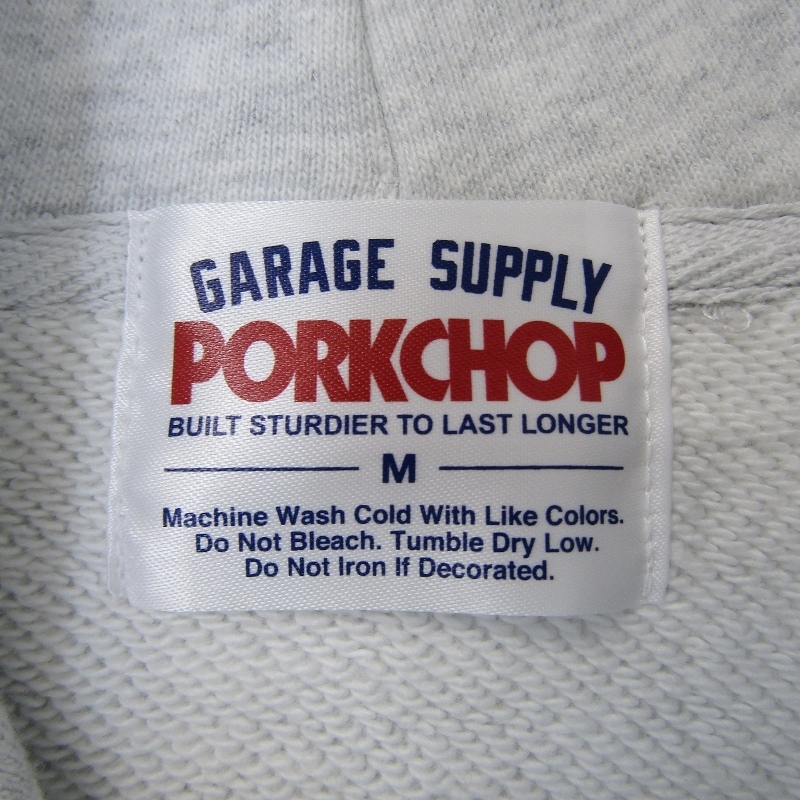 GARAGE SUPPLY
PORKCHOP
BUILT STURDIER TO LAST LONGER
M
Machine Wash Cold With Like Colors.
Do Not Bleach. Tumble Dry Low.
Do Not Iron If Decorated.